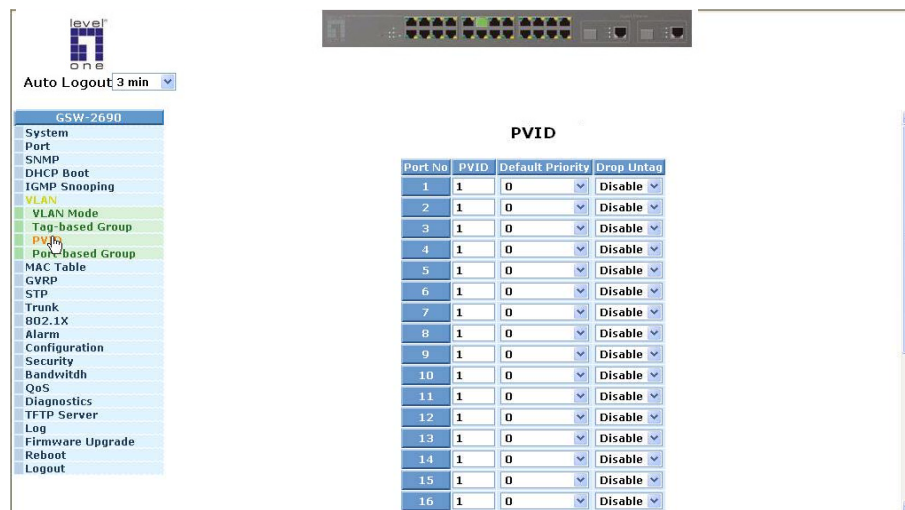 level
one
Auto Logout 3 min
GSW-2690
System
Port
SNMP
DHCP Boot
IGMP Snooping
VLAN
VLAN Mode
Tag-based Group
PVID
Port-based Group
MAC Table
GVRP
STP
Trunk
802.1X
Alarm
Configuration
Security
Bandwitdh
QoS
Diagnostics
TFTP Server
Log
Firmware Upgrade
Reboot
Logout
PVID
Port No PVID Default Priority Drop Untag
1 1 0 Disable
2 1 0 Disable
3 1 0 Disable
4 1 0 Disable
5 1 0 Disable
6 1 0 Disable
7 1 0 Disable
8 1 0 Disable
9 1 0 Disable
10 1 0 Disable
11 1 0 Disable
12 1 0 Disable
13 1 0 Disable
14 1 0 Disable
15 1 0 Disable
16 1 0 Disable